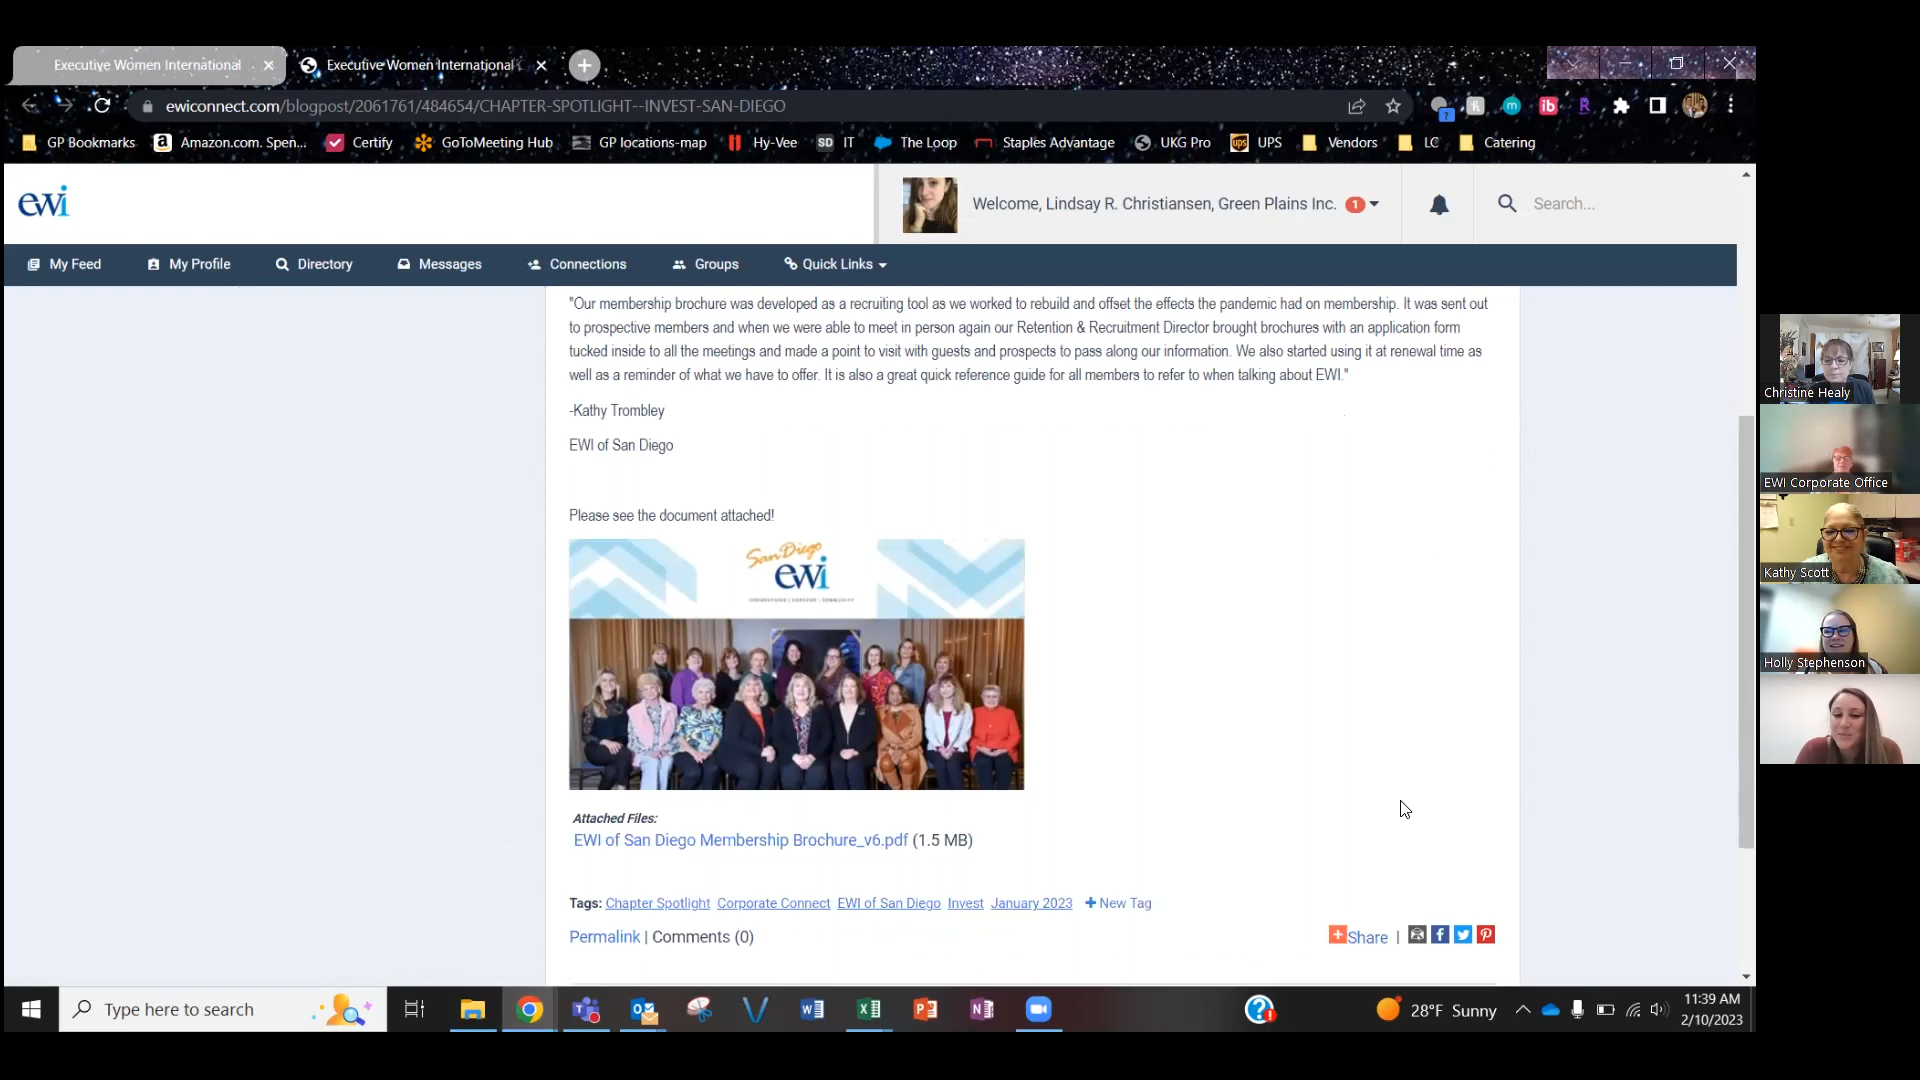 Executive Women International
Executive Women International
ewiconnect.com/blogpost/2061761/484654/CHAPTER-SPOTLIGHT--INVEST-SAN-DIEGO
GP Bookmarks
Amazon.com. Spen...
Certify
GoToMeeting Hub
GP locations-map
Hy-Vee
SD IT
The Loop
Staples Advantage
UKG Pro
UPS
Vendors
LC
Catering
ewi
Welcome, Lindsay R. Christiansen, Green Plains Inc. 1
Search...
My Feed
My Profile
Directory
Messages
Connections
Groups
Quick Links
"Our membership brochure was developed as a recruiting tool as we worked to rebuild and offset the effects the pandemic had on membership. It was sent out
to prospective members and when we were able to meet in person again our Retention & Recruitment Director brought brochures with an application form
tucked inside to all the meetings and made a point to visit with guests and prospects to pass along our information. We also started using it at renewal time as
well as a reminder of what we have to offer. It is also a great quick reference guide for all members to refer to when talking about EWI."
-Kathy Trombley
EWI of San Diego
Please see the document attached!
San Diego
ewi
CONNECTIONS | CAREERS | COMMUNITY
Attached Files:
EWI of San Diego Membership Brochure_v6.pdf (1.5 MB)
Tags: Chapter Spotlight Corporate Connect EWI of San Diego Invest January 2023 + New Tag
Permalink | Comments (0)
Share |
Christine Healy
EWI Corporate Office
Kathy Scott
Holly Stephenson
Type here to search
28°F Sunny
11:39 AM
2/10/2023